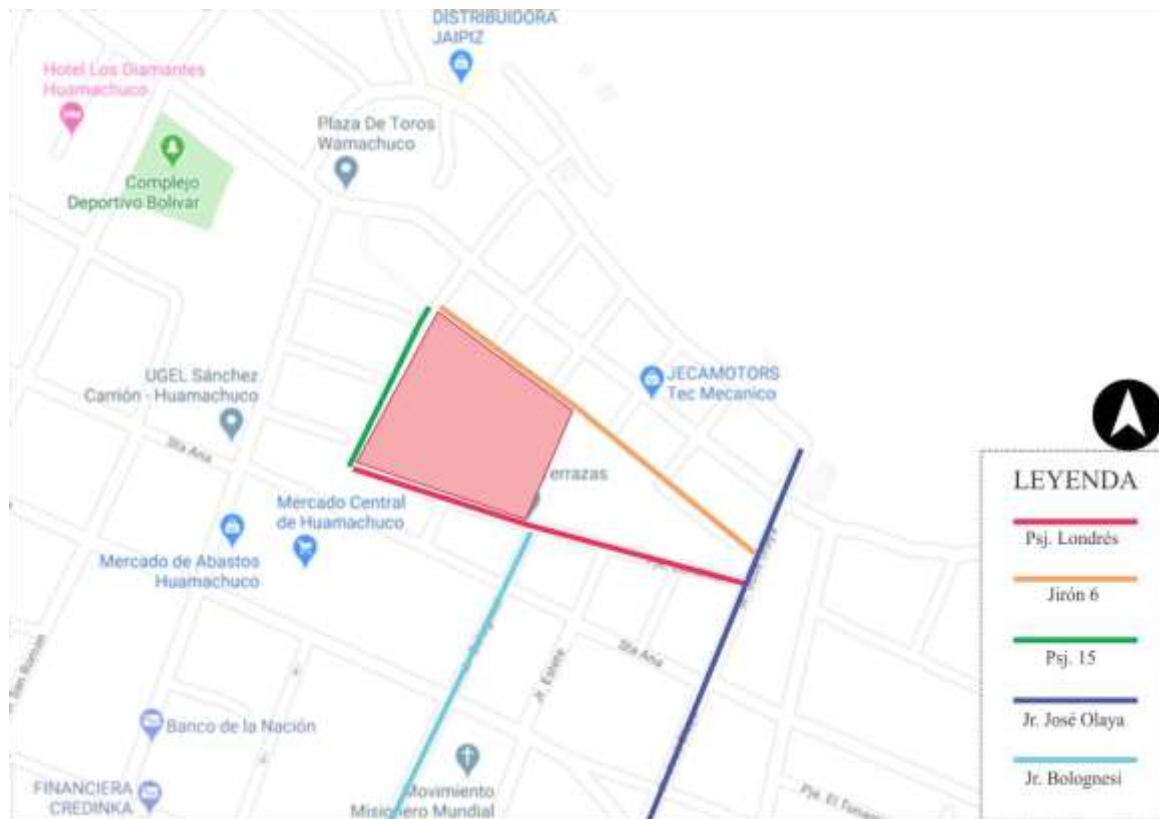 DISTRIBUIDORA
JAIPIZ
Hotel Los Diamantes
Huamachuco
Plaza De Toros
Wamachuco
Complejo
Deportivo Bolivar
JECAMOTORS
Tec Mecanico
UGEL Sánchez
Carrión - Huamachuco
Sta Ana
errazas
Mercado Central
de Huamachuco
Mercado de Abastos
Huamachuco
Sta Ana
Jr. Estete
San Román
Banco de la Nación
FINANCIERA
CREDINKA
Movimiento
Misionero Mundial
LEYENDA
Psj. Londrés
Jirón 6
Psj. 15
Jr. José Olaya
Jr. Bolognesi